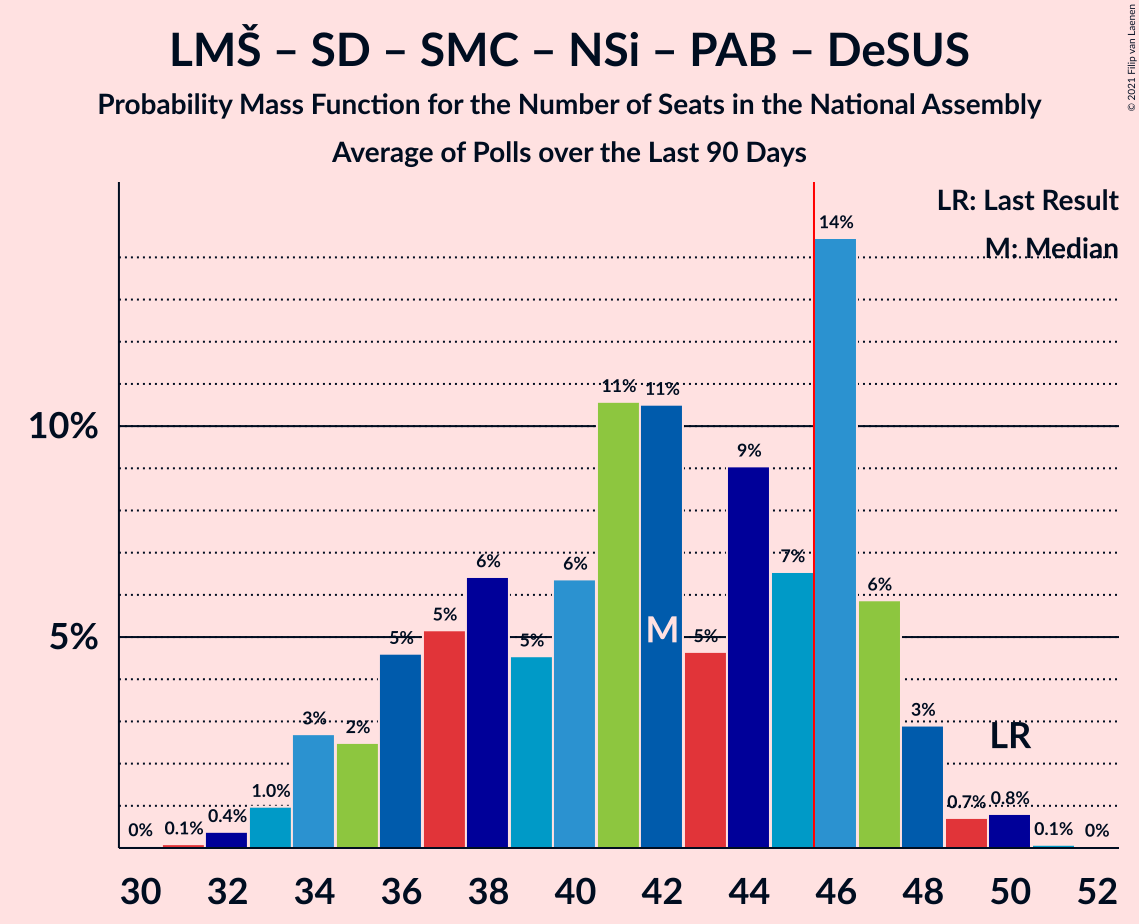 LMŠ – SD – SMC – NSi – PAB – DeSUS
Probability Mass Function for the Number of Seats in the National Assembly
Average of Polls over the Last 90 Days
© 2021 Filip van Laenen
LR: Last Result
M: Median
10%
5%
0% 0.1% 0.4% 1.0% 3% 2% 5% 5% 6% 5% 6% 11% 11% 5% 9% 7% 14% 6% 3% 0.7% 0.8% 0.1% 0%
M
LR
30 32 34 36 38 40 42 44 46 48 50 52